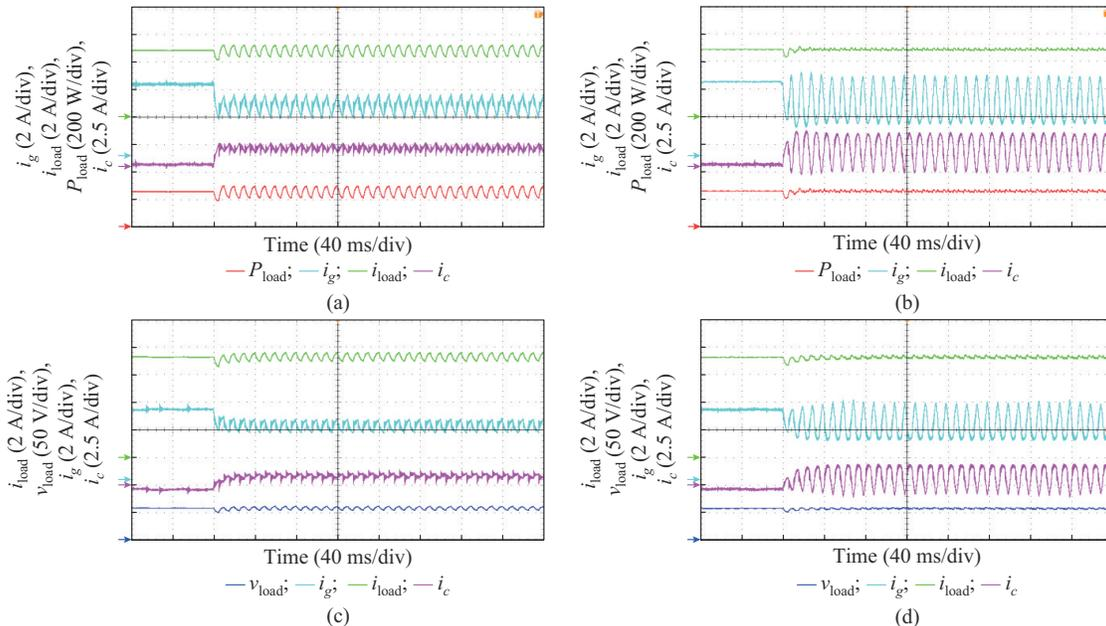 i_g (2 A/div),
i_load (2 A/div),
P_load (200 W/div),
i_c (2.5 A/div)
Time (40 ms/div)
P_load; i_g; i_load; i_c
(a)
i_g (2 A/div),
i_load (2 A/div),
P_load (200 W/div),
i_c (2.5 A/div)
Time (40 ms/div)
P_load; i_g; i_load; i_c
(b)
i_load (2 A/div),
v_load (50 V/div),
i_g (2 A/div),
i_c (2.5 A/div)
Time (40 ms/div)
v_load; i_g; i_load; i_c
(c)
i_load (2 A/div),
v_load (50 V/div),
i_g (2 A/div),
i_c (2.5 A/div)
Time (40 ms/div)
v_load; i_g; i_load; i_c
(d)